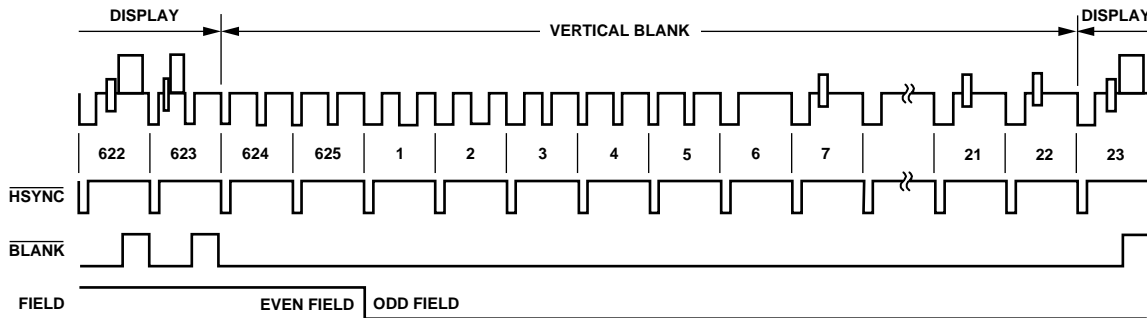 DISPLAY VERTICAL BLANK DISPLAY
622 623 624 625 1 2 3 4 5 6 7 21 22 23
HSYNC
BLANK
FIELD EVEN FIELD ODD FIELD